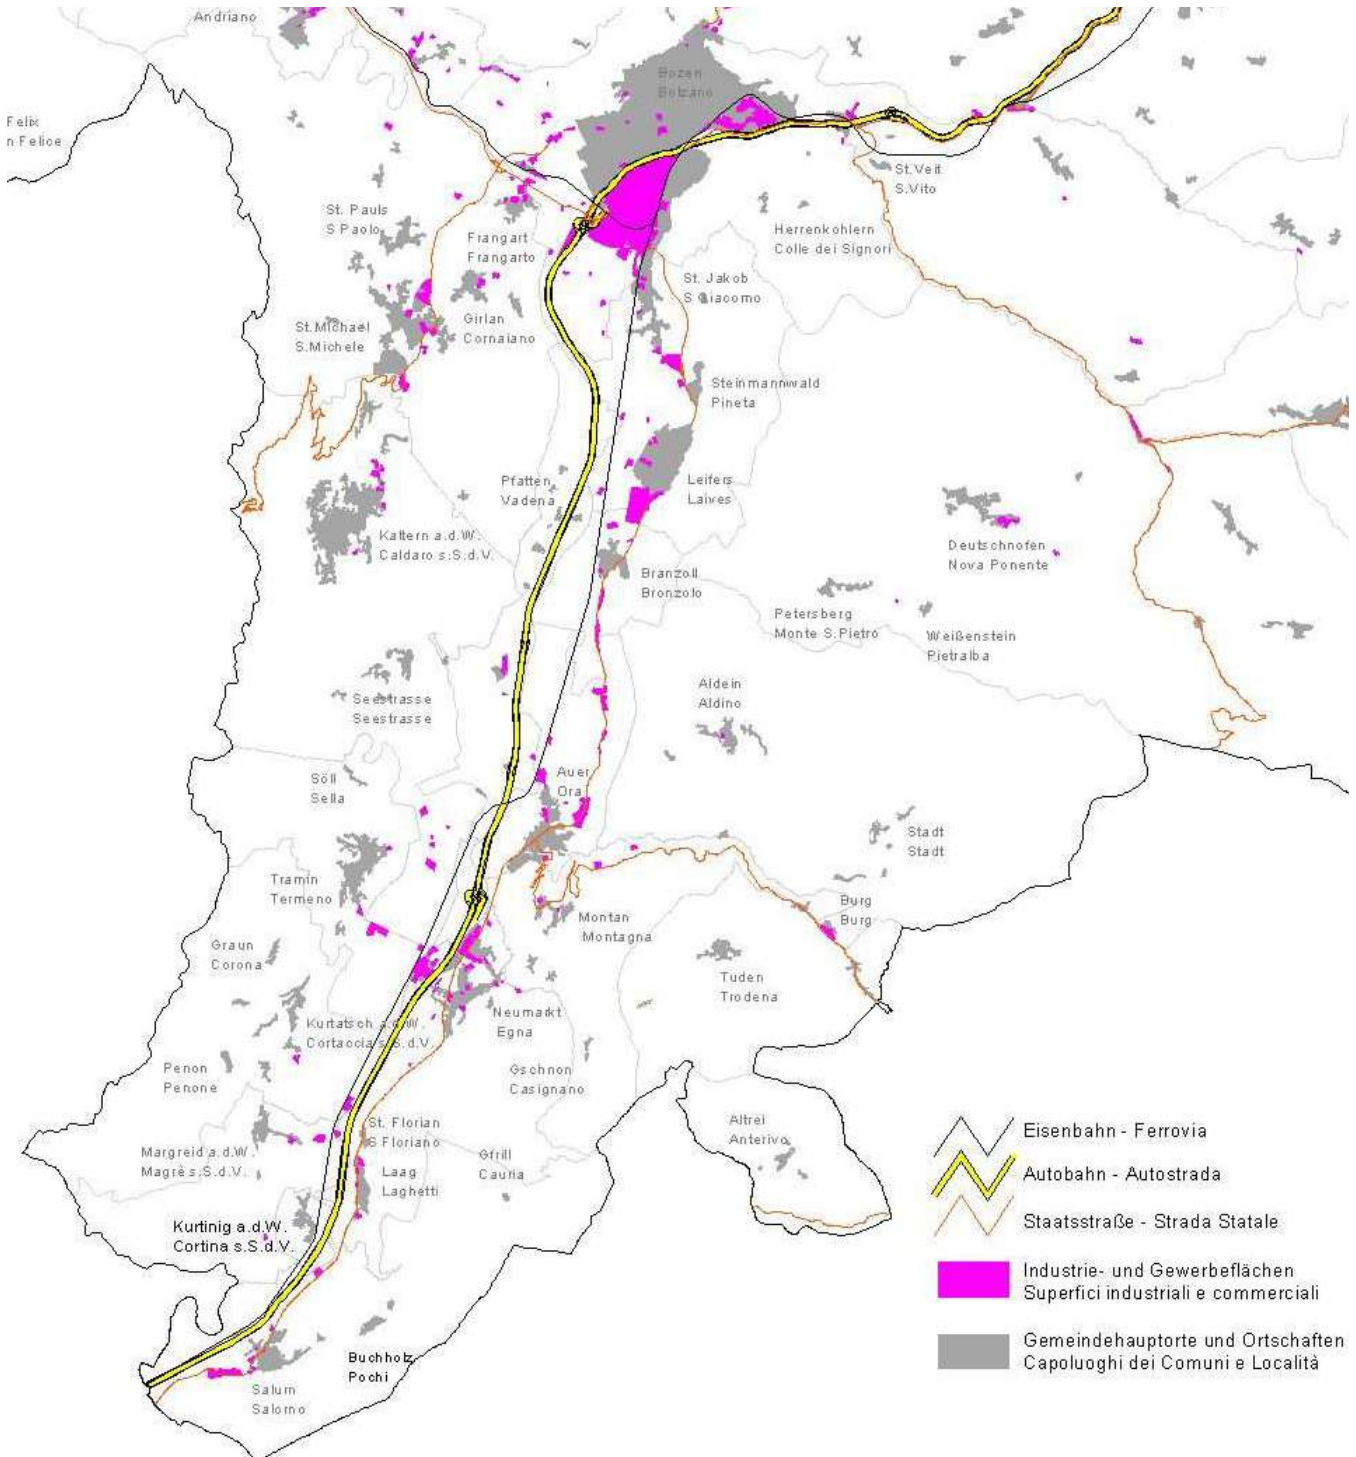 Andriano
Bozen
Bolzano
Felix
n Felice
St.Veit
S.Vito
St. Pauls
S Paolo
Frangart
Frangarto
Herrenkohlern
Colle dei Signori
St. Jakob
S Giacomo
St.Michael
S.Michele
Girlan
Cornaiano
Steinmannwald
Pineta
Pfatten
Vadena
Leifers
Laives
Kaltern a.d.W.
Caldaro s.S.d.V.
Deutschnofen
Nova Ponente
Branzoll
Bronzolo
Petersberg
Monte S.Pietro
Weißenstein
Pietralba
Seestrasse
Seestrasse
Aldein
Aldino
Söll
Sella
Auer
Ora
Stadt
Stadt
Tramin
Termeno
Burg
Burg
Montan
Montagna
Graun
Corona
Tuden
Trodena
Neumarkt
Egna
Kurtatsch a.d.W.
Cortaccia s.S.d.V.
Penon
Penone
Gschnon
Casignano
St. Florian
S Floriano
Altrei
Anterivo
Margreid a.d.W.
Magrè s.S.d.V.
Laag
Laghetti
Gfrill
Cauria
Kurtinig a.d.W.
Cortina s.S.d.V.
Buchholz
Pochi
Salurn
Salorno
Eisenbahn - Ferrovia
Autobahn - Autostrada
Staatsstraße - Strada Statale
Industrie- und Gewerbeflächen
Superfici industriali e commerciali
Gemeindehauptorte und Ortschaften
Capoluoghi dei Comuni e Località